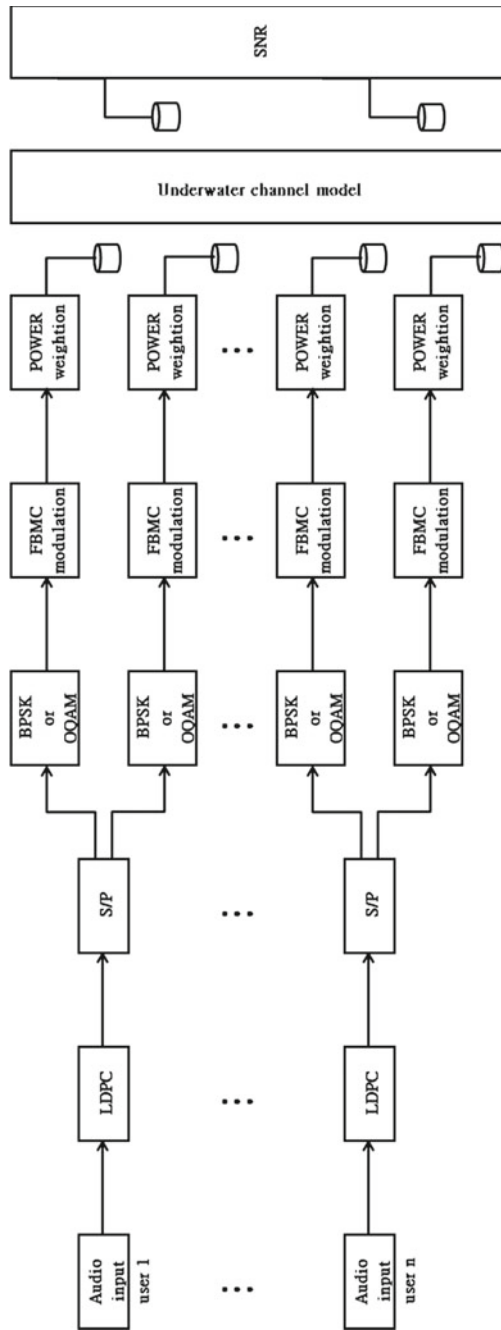 SNR
Underwater channel model
POWER
weightion
POWER
weightion
...
POWER
weightion
POWER
weightion
FBMC
modulation
FBMC
modulation
...
FBMC
modulation
FBMC
modulation
BPSK
or
OQAM
BPSK
or
OQAM
...
BPSK
or
OQAM
BPSK
or
OQAM
S/P
...
S/P
LDPC
...
LDPC
Audio
input
user 1
...
Audio
input
user n